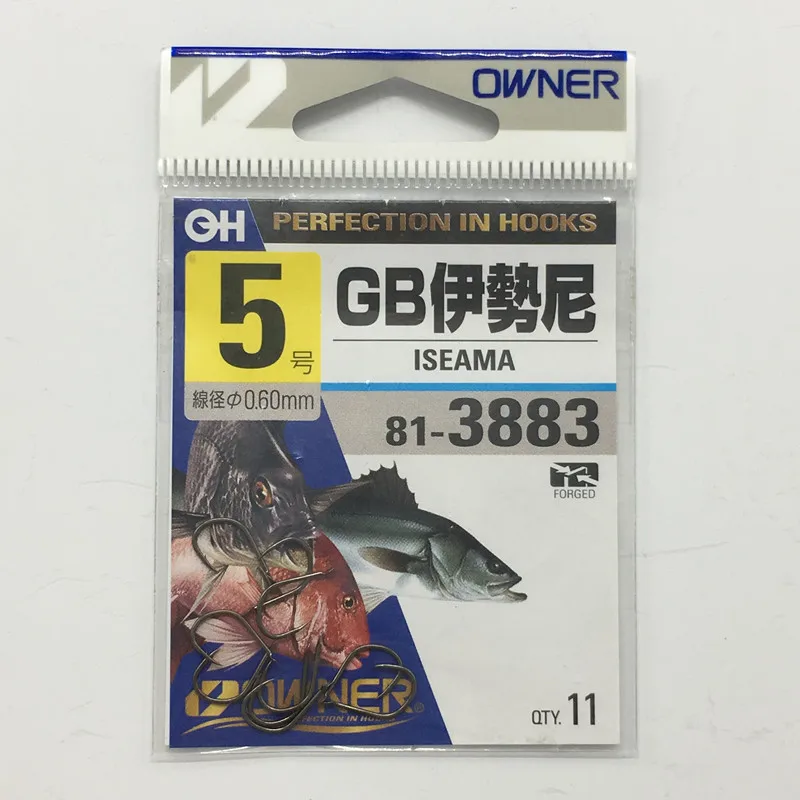 OWNER
OH PERFECTION IN HOOKS
5号
線径φ0.60mm
GB伊勢尼
ISEAMA
81-3883
FORGED
OWNER®
PERFECTION IN HOOKS
QTY. 11